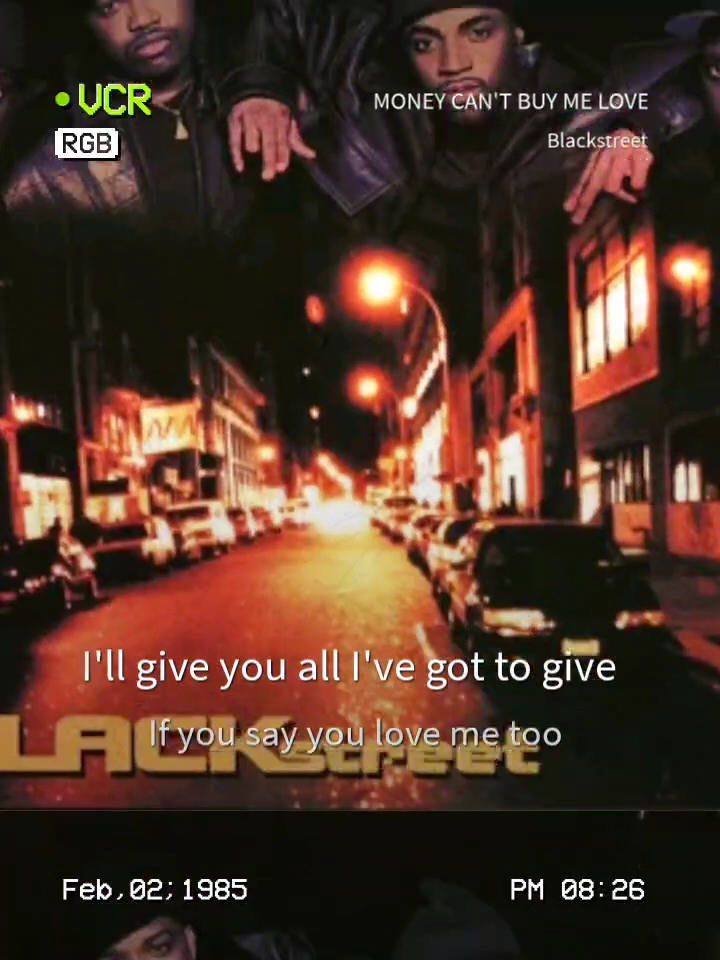 VCR
RGB
MONEY CAN'T BUY ME LOVE
Blackstreet
I'll give you all I've got to give
If you say you love me too
LACKstreet
Feb,02;1985
PM 08:26